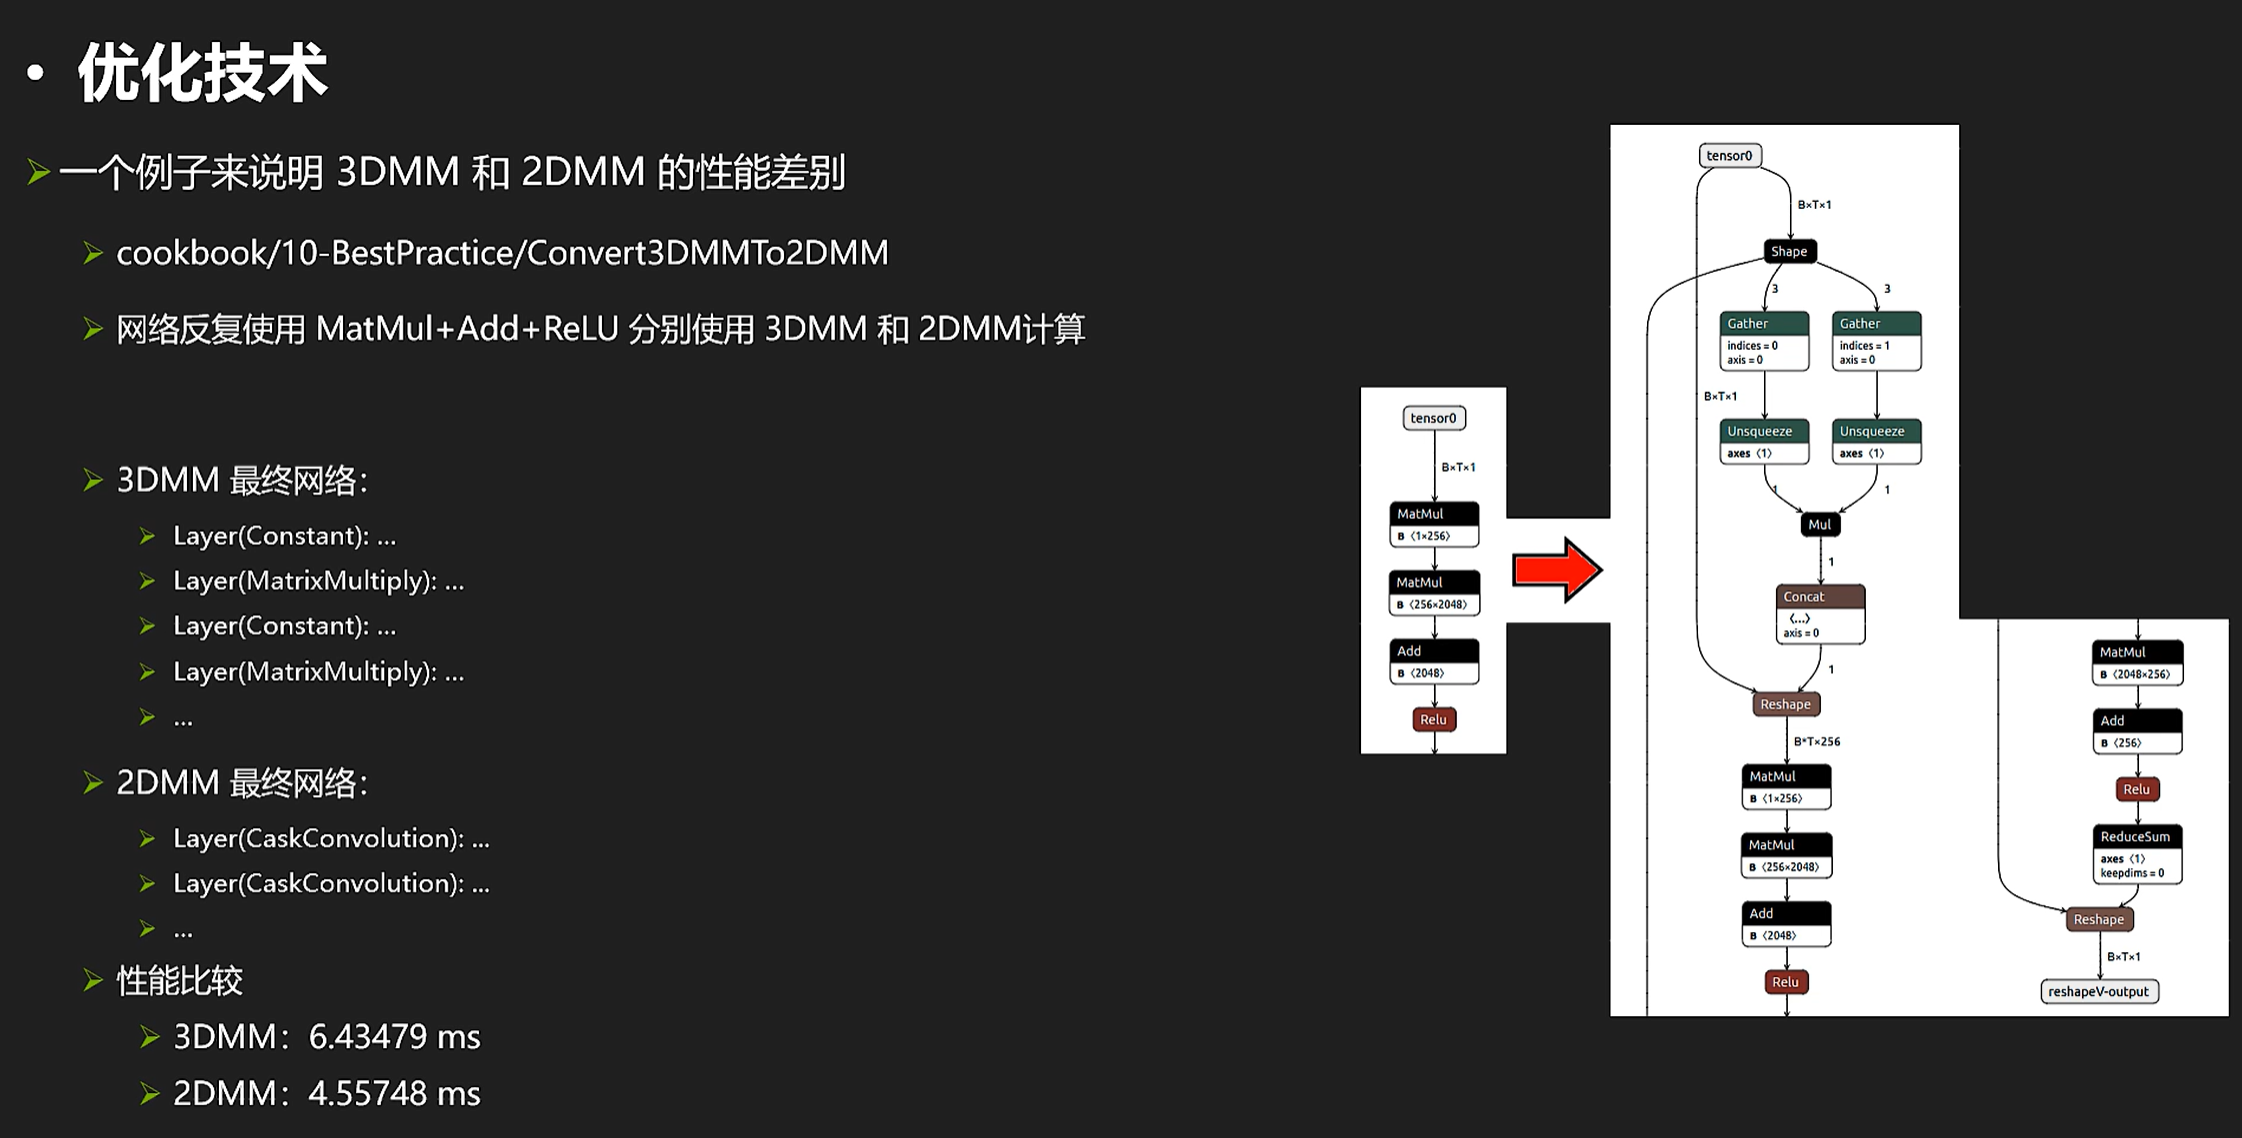 • 优化技术
一个例子来说明 3DMM 和 2DMM 的性能差别
cookbook/10-BestPractice/Convert3DMMTo2DMM
网络反复使用 MatMul+Add+ReLU 分别使用 3DMM 和 2DMM计算
3DMM 最终网络：
Layer(Constant): ...
Layer(MatrixMultiply): ...
Layer(Constant): ...
Layer(MatrixMultiply): ...
...
2DMM 最终网络：
Layer(CaskConvolution): ...
Layer(CaskConvolution): ...
...
性能比较
3DMM：6.43479 ms
2DMM：4.55748 ms
tensor0
B×T×1
MatMul
B ⟨1×256⟩
MatMul
B ⟨256×2048⟩
Add
B ⟨2048⟩
Relu
tensor0
B×T×1
Shape
3
3
Gather
indices = 0
axis = 0
Gather
indices = 1
axis = 0
B×T×1
Unsqueeze
axes ⟨1⟩
Unsqueeze
axes ⟨1⟩
1
1
Mul
1
Concat
⟨...⟩
axis = 0
1
Reshape
B*T×256
MatMul
B ⟨1×256⟩
MatMul
B ⟨256×2048⟩
Add
B ⟨2048⟩
Relu
MatMul
B ⟨2048×256⟩
Add
B ⟨256⟩
Relu
ReduceSum
axes ⟨1⟩
keepdims = 0
Reshape
B×T×1
reshapeV-output